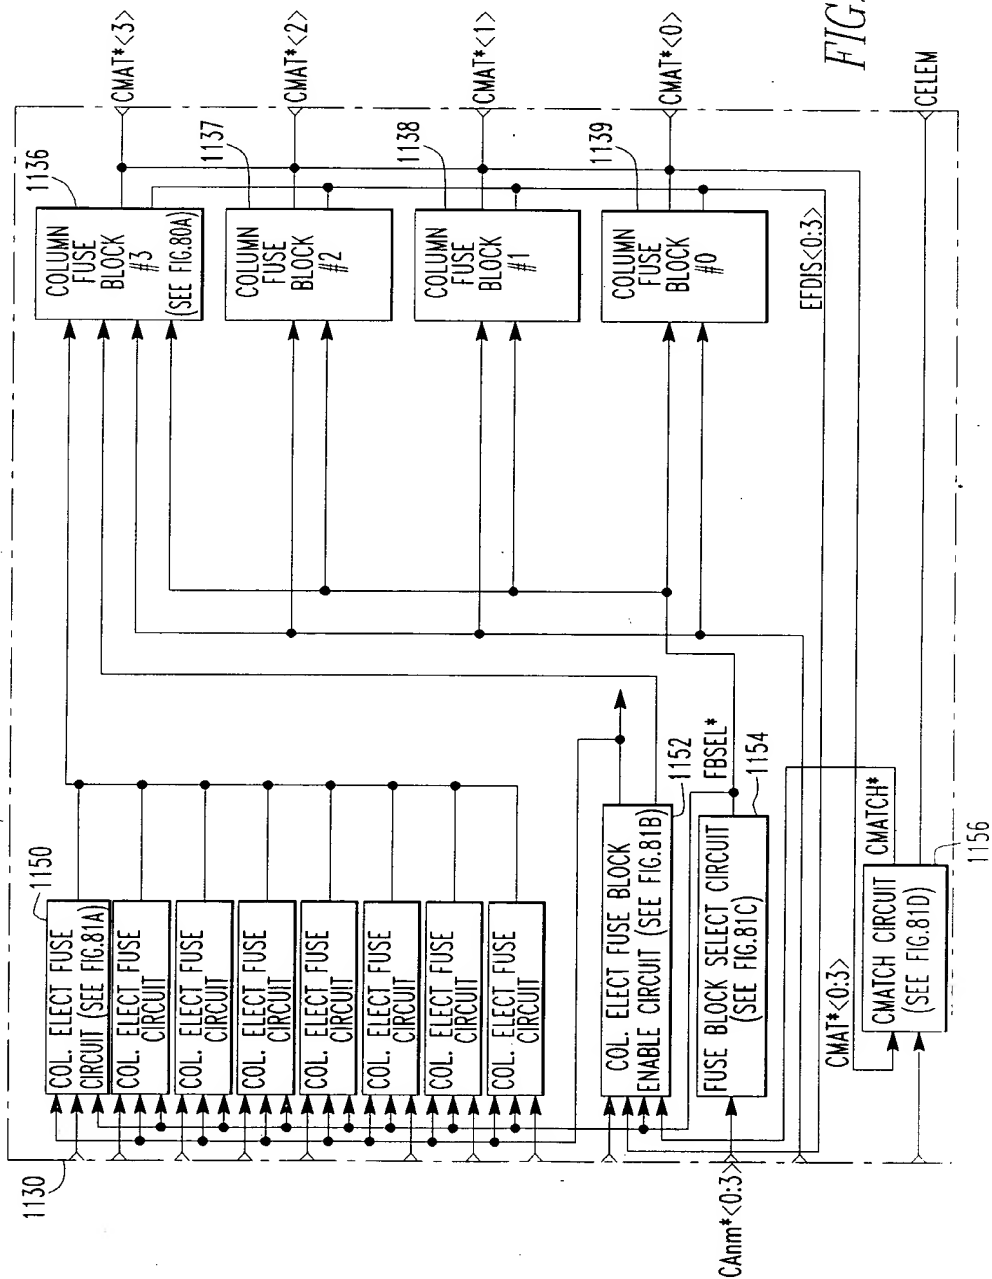 FIG.
1130
1150
COL. ELECT FUSE
CIRCUIT (SEE FIG.81A)
COL. ELECT FUSE
CIRCUIT
COL. ELECT FUSE
CIRCUIT
COL. ELECT FUSE
CIRCUIT
COL. ELECT FUSE
CIRCUIT
COL. ELECT FUSE
CIRCUIT
COL. ELECT FUSE
CIRCUIT
COL. ELECT FUSE
CIRCUIT
COL. ELECT FUSE BLOCK
ENABLE CIRCUIT (SEE FIG.81B)
1152
FBSEL*
FUSE BLOCK SELECT CIRCUIT
(SEE FIG.81C)
1154
CAnm*<0:3>
CMAT*<0:3>
CMATCH*
CMATCH CIRCUIT
(SEE FIG.81D)
1156
1136
COLUMN
FUSE
BLOCK
#3
(SEE FIG.80A)
CMAT*<3>
1137
COLUMN
FUSE
BLOCK
#2
CMAT*<2>
1138
COLUMN
FUSE
BLOCK
#1
CMAT*<1>
1139
COLUMN
FUSE
BLOCK
#0
CMAT*<0>
EFDIS<0:3>
CELEM